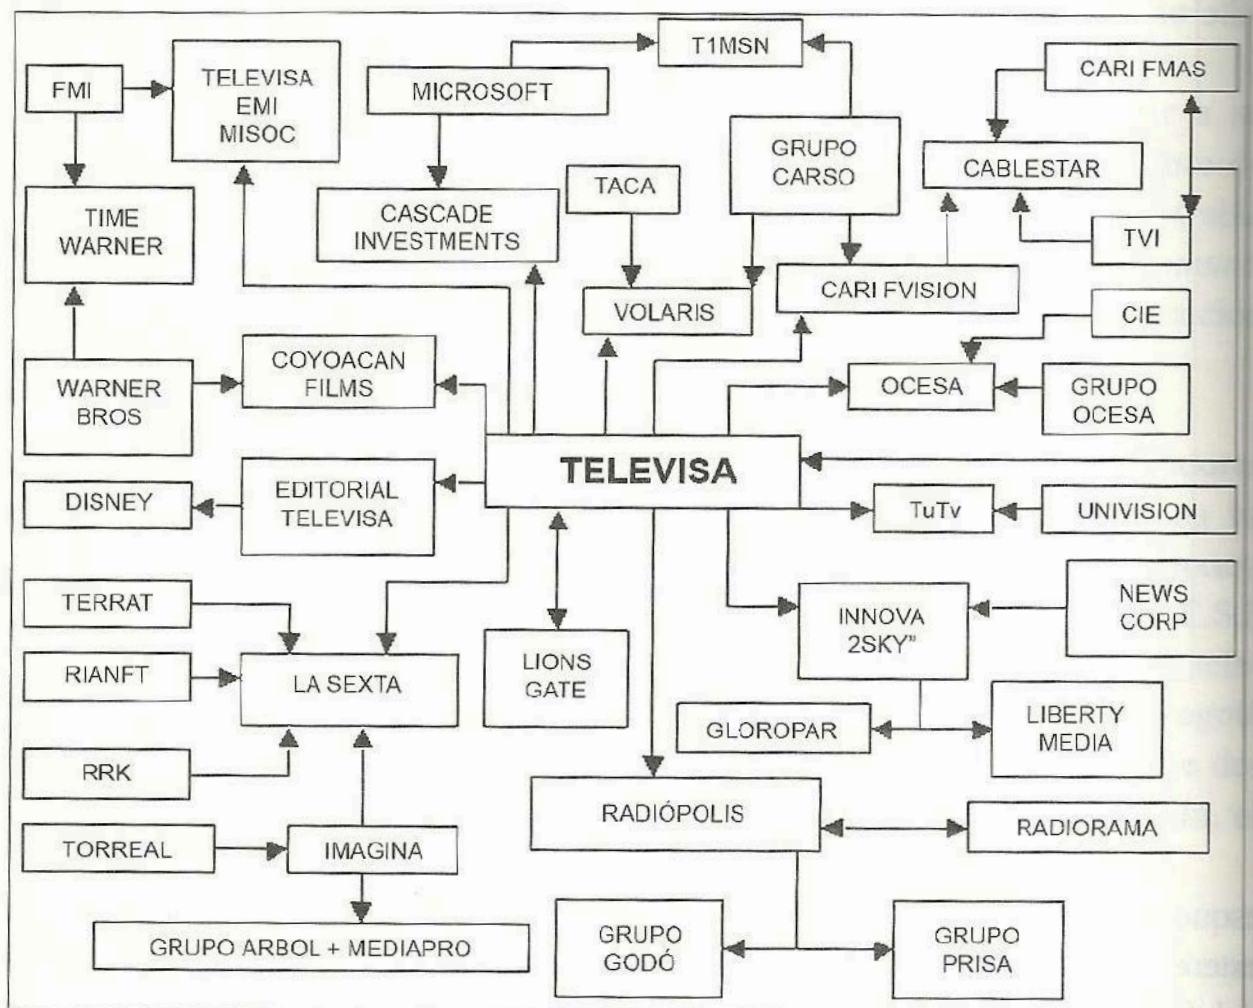 T1MSN
FMI
TELEVISA
EMI
MISOC
MICROSOFT
CARI FMAS
GRUPO
CARSO
CABLESTAR
TACA
TIME
WARNER
CASCADE
INVESTMENTS
TVI
VOLARIS
CARI FVISION
CIE
COYOACAN
FILMS
WARNER
BROS
OCESA
GRUPO
OCESA
TELEVISA
DISNEY
EDITORIAL
TELEVISA
TuTv
UNIVISION
TERRAT
INNOVA
2SKY"
NEWS
CORP
RIANFT
LA SEXTA
LIONS
GATE
GLOROPAR
LIBERTY
MEDIA
RRK
RADIÓPOLIS
RADIORAMA
TORREAL
IMAGINA
GRUPO ARBOL + MEDIAPRO
GRUPO
GODÓ
GRUPO
PRISA